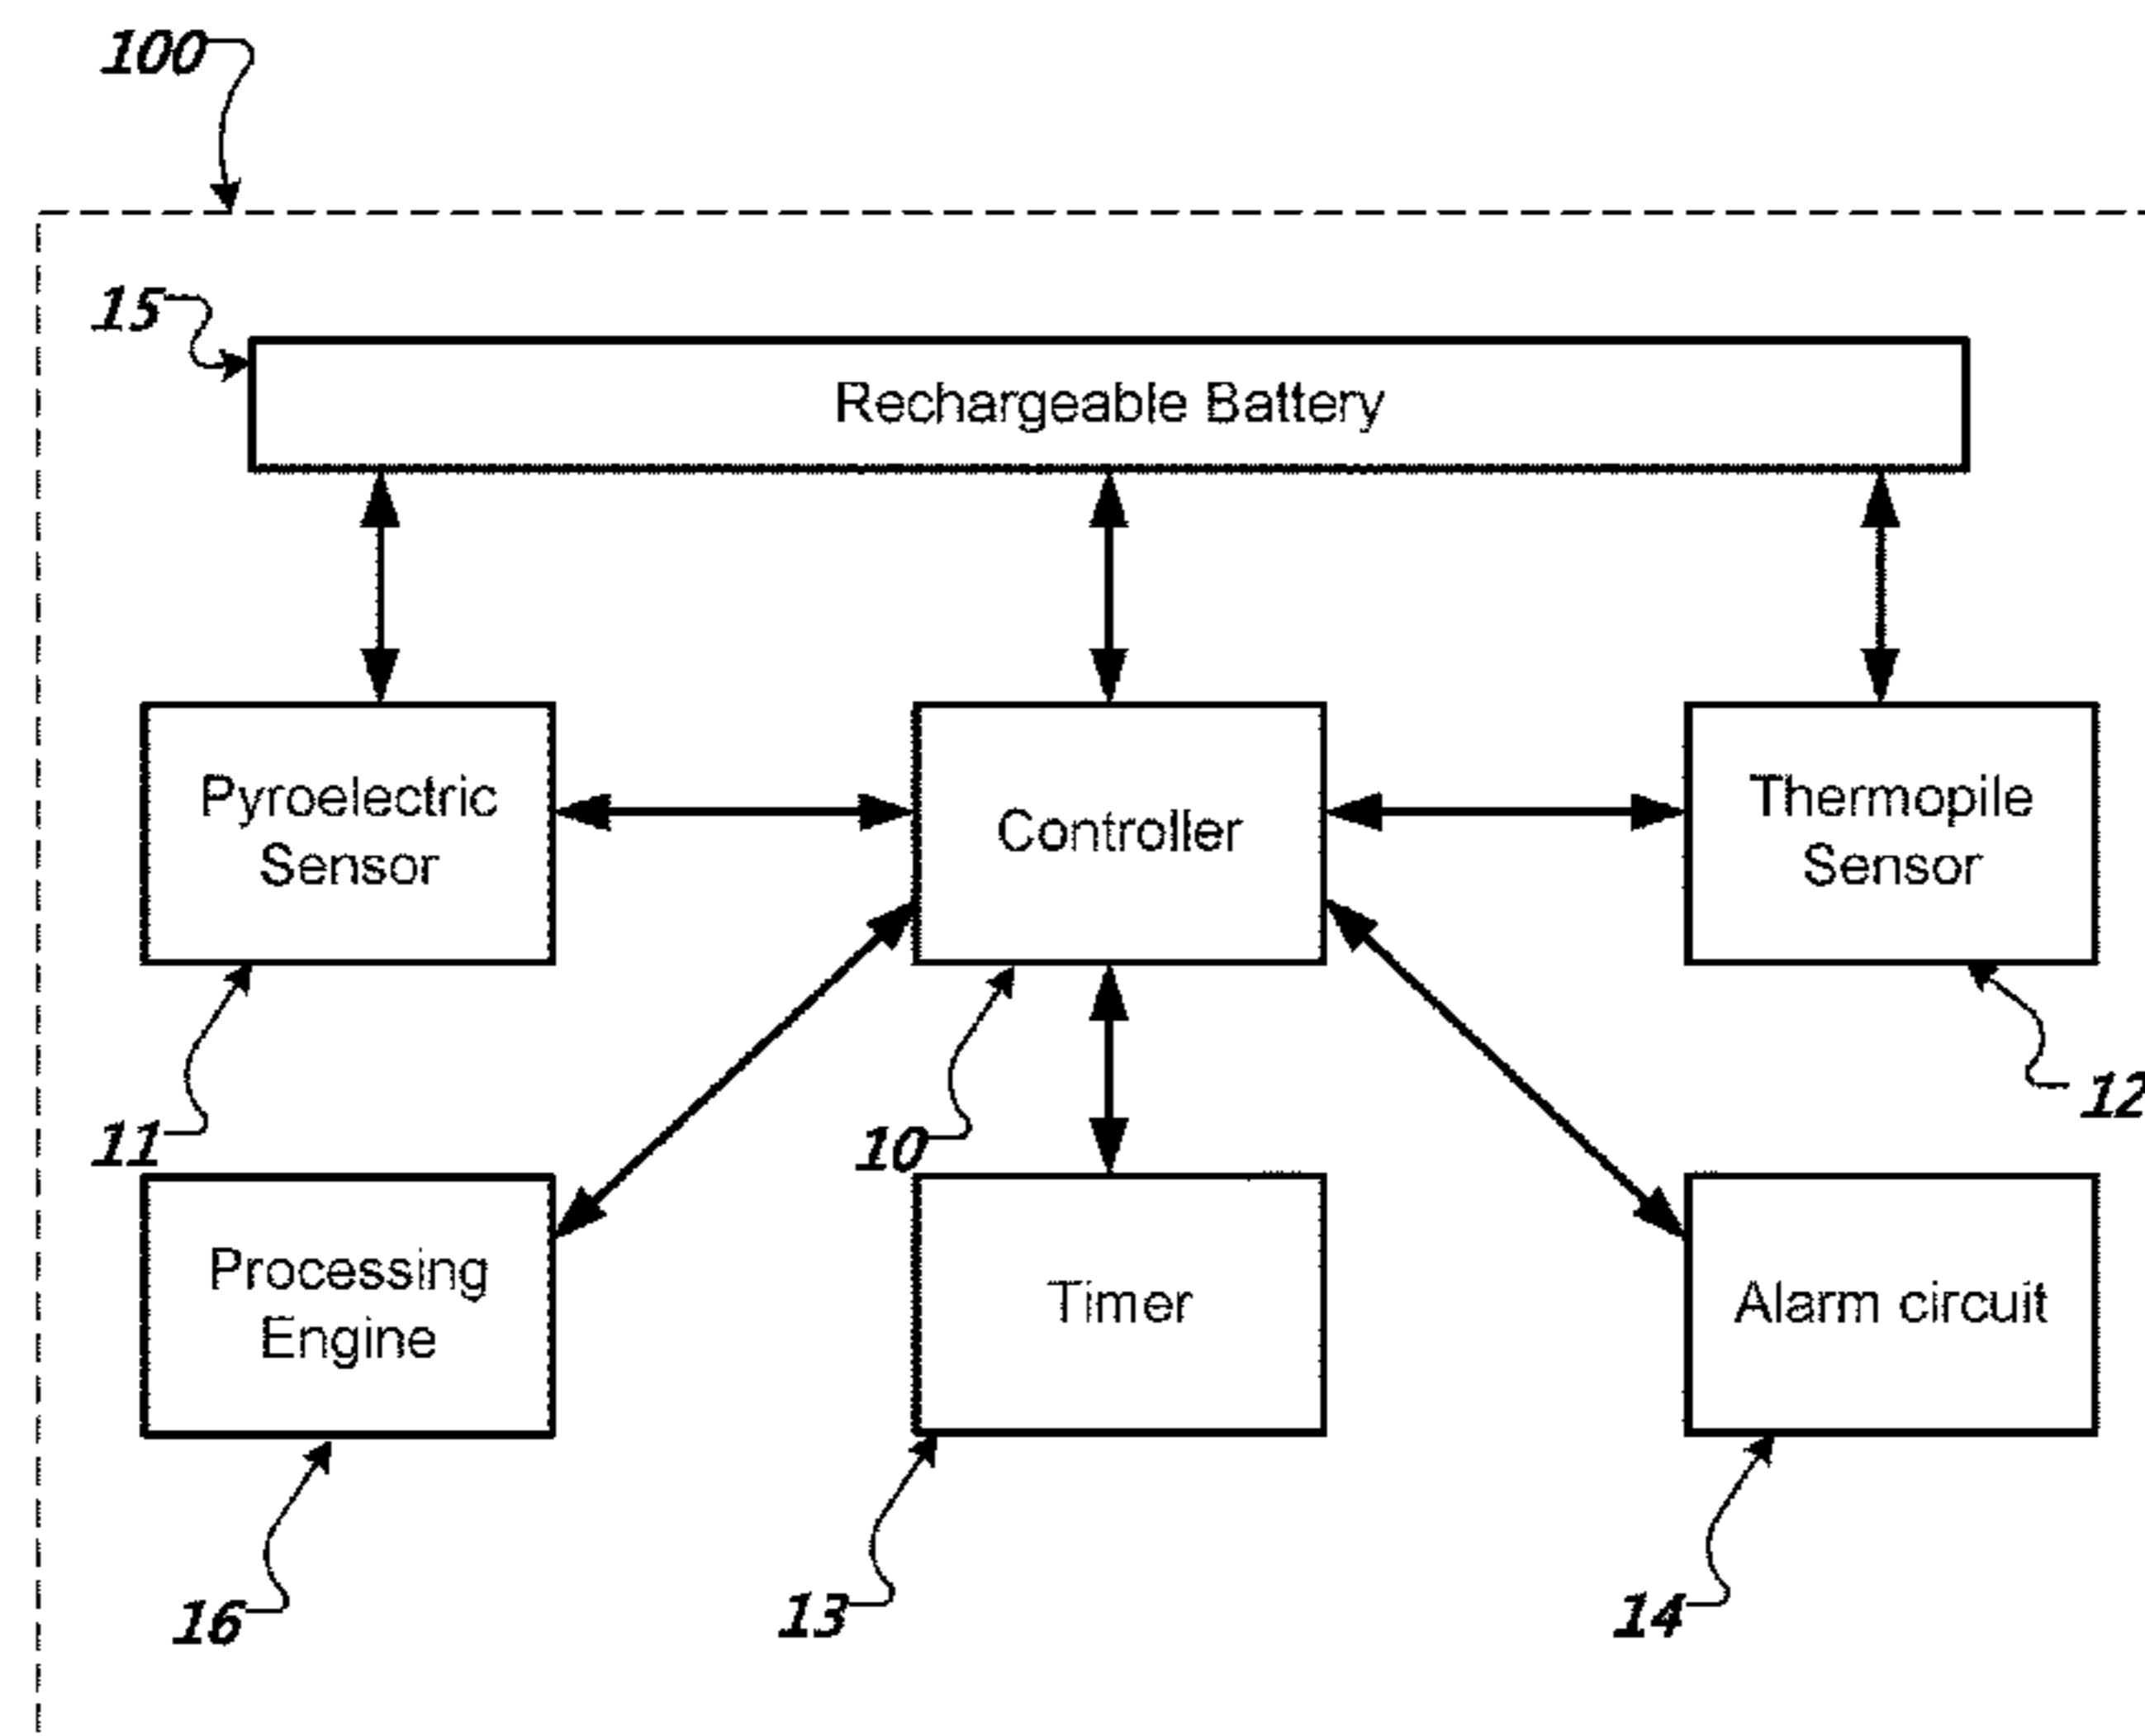 100
15
Rechargeable Battery
Pyroelectric
Sensor
Controller
Thermopile
Sensor
11
10
12
Processing
Engine
Timer
Alarm circuit
16
13
14